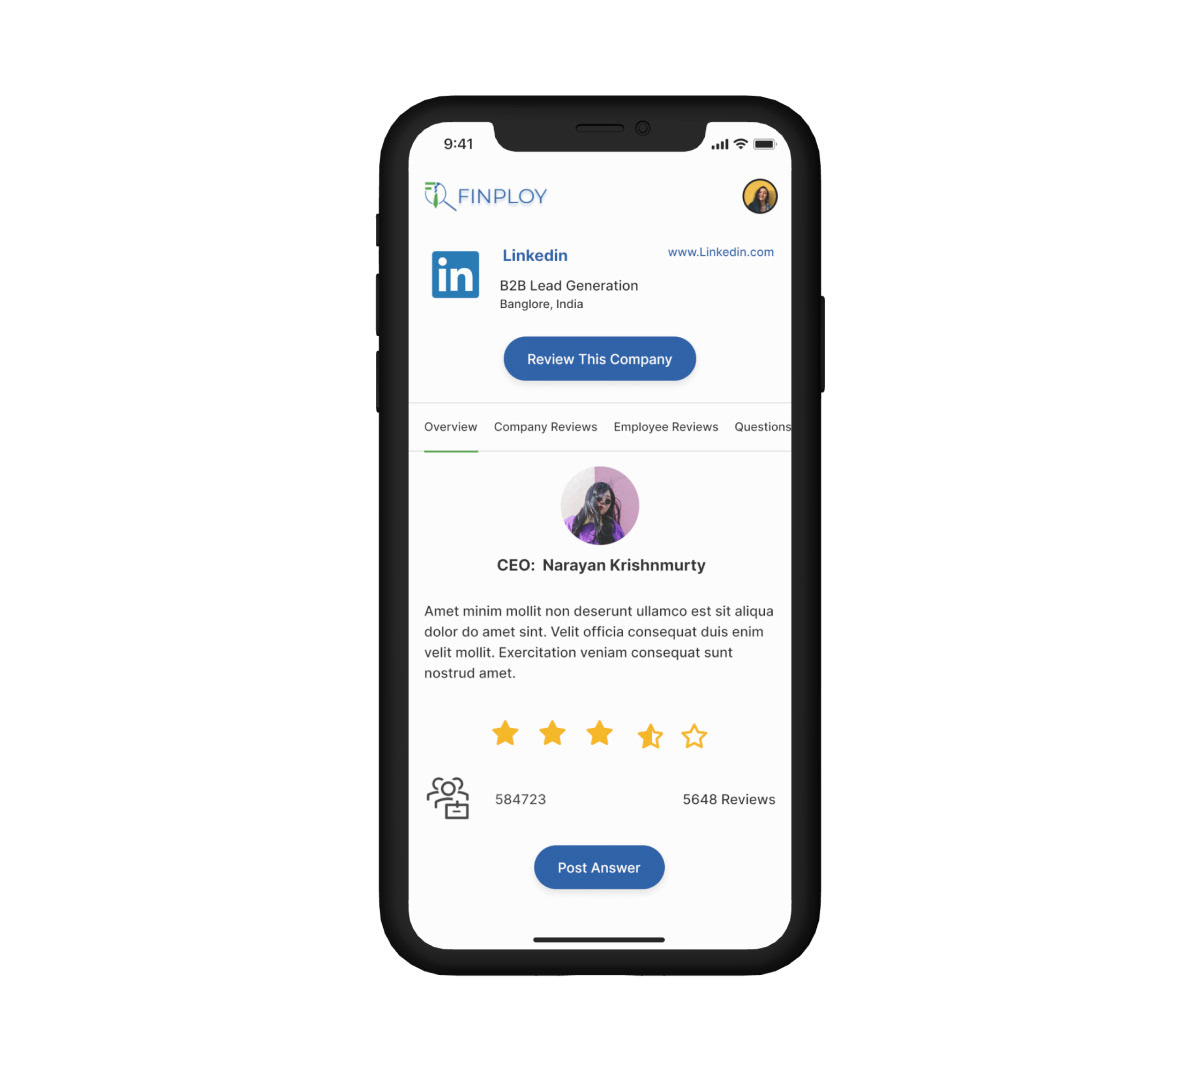 9:41
FINPLOY
Linkedin
www.Linkedin.com
in
B2B Lead Generation
Banglore, India
Review This Company
Overview Company Reviews Employee Reviews Questions
CEO: Narayan Krishnmurty
Amet minim mollit non deserunt ullamco est sit aliqua
dolor do amet sint. Velit officia consequat duis enim
velit mollit. Exercitation veniam consequat sunt
nostrud amet.
584723
5648 Reviews
Post Answer